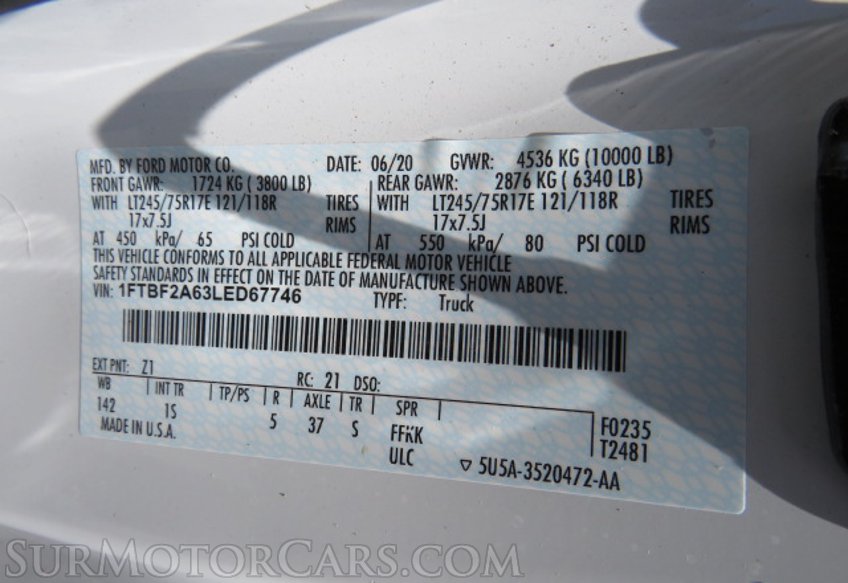 MFD. BY FORD MOTOR CO. DATE: 06/20 GVWR: 4536 KG (10000 LB)
FRONT GAWR: 1724 KG ( 3800 LB) REAR GAWR: 2876 KG ( 6340 LB)
WITH LT245/75R17E 121/118R TIRES WITH LT245/75R17E 121/118R TIRES
17x7.5J RIMS 17x7.5J RIMS
AT 450 kPa/ 65 PSI COLD AT 550 kPa/ 80 PSI COLD
THIS VEHICLE CONFORMS TO ALL APPLICABLE FEDERAL MOTOR VEHICLE
SAFETY STANDARDS IN EFFECT ON THE DATE OF MANUFACTURE SHOWN ABOVE.
VIN: 1FTBF2A63LED67746 TYPE: Truck
EXT PNT: Z1 RC: 21 DSO:
WB INT TR TP/PS R AXLE TR SPR
142 1S 5 37 S FFKK F0235
MADE IN U.S.A. ULC T2481
5U5A-3520472-AA
SURMOTORCARS.COM